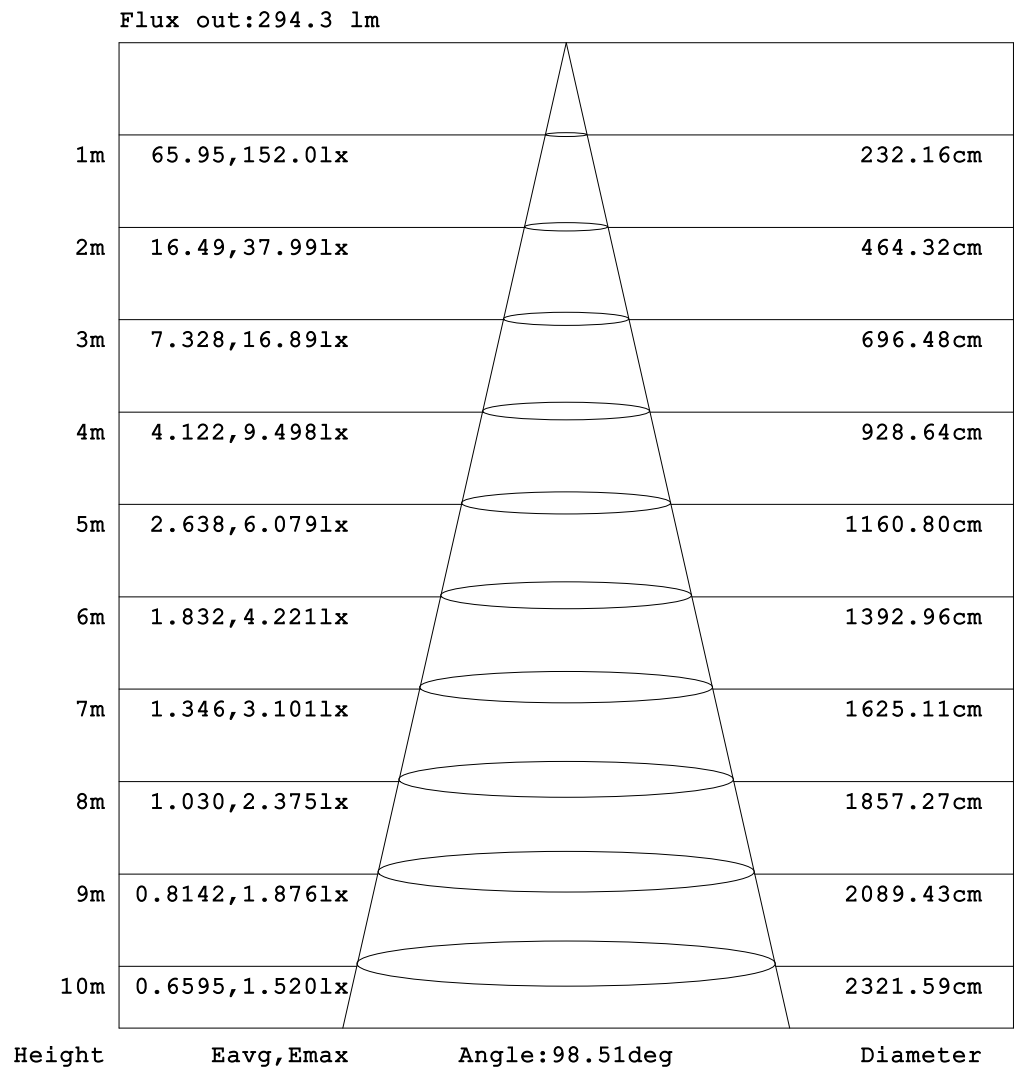 Flux out:294.3 lm
1m 65.95,152.0lx 232.16cm
2m 16.49,37.99lx 464.32cm
3m 7.328,16.89lx 696.48cm
4m 4.122,9.498lx 928.64cm
5m 2.638,6.079lx 1160.80cm
6m 1.832,4.221lx 1392.96cm
7m 1.346,3.101lx 1625.11cm
8m 1.030,2.375lx 1857.27cm
9m 0.8142,1.876lx 2089.43cm
10m 0.6595,1.520lx 2321.59cm
Height Eavg,Emax Angle:98.51deg Diameter